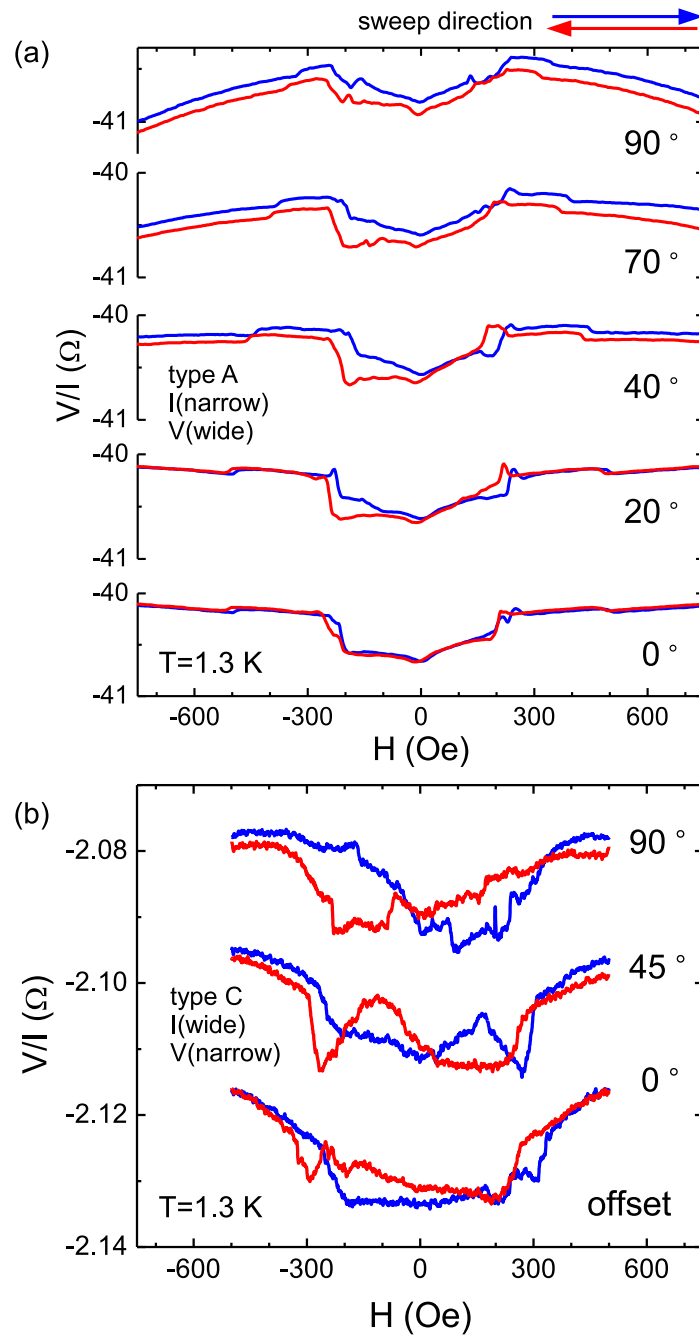 sweep direction
(a)
-41
90 °
-40
70 °
-41
-40
type A
I(narrow)
V(wide)
40 °
-41
-40
20 °
-41
-40
T=1.3 K
0 °
-41
V/I (Ω)
-600 -300 0 300 600
H (Oe)
(b)
-2.08
90 °
45 °
-2.10
type C
I(wide)
V(narrow)
0 °
-2.12
T=1.3 K
offset
-2.14
V/I (Ω)
-600 -300 0 300 600
H (Oe)